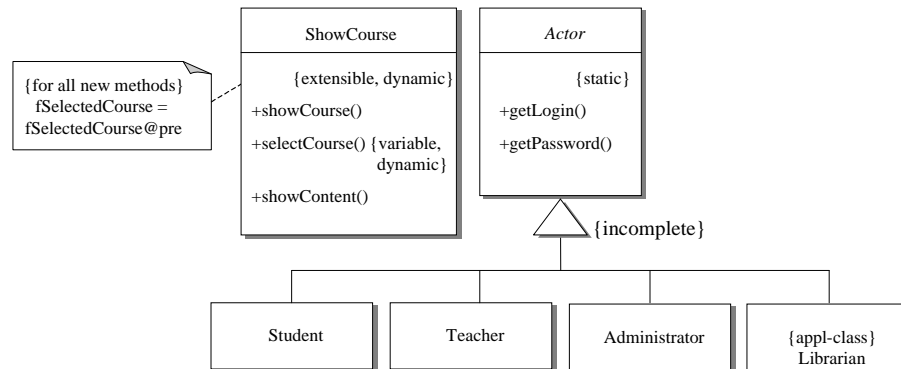 {for all new methods}
fSelectedCourse =
fSelectedCourse@pre
ShowCourse
{extensible, dynamic}
+showCourse()
+selectCourse() {variable,
dynamic}
+showContent()
Actor
{static}
+getLogin()
+getPassword()
{incomplete}
Student
Teacher
Administrator
{appl-class}
Librarian